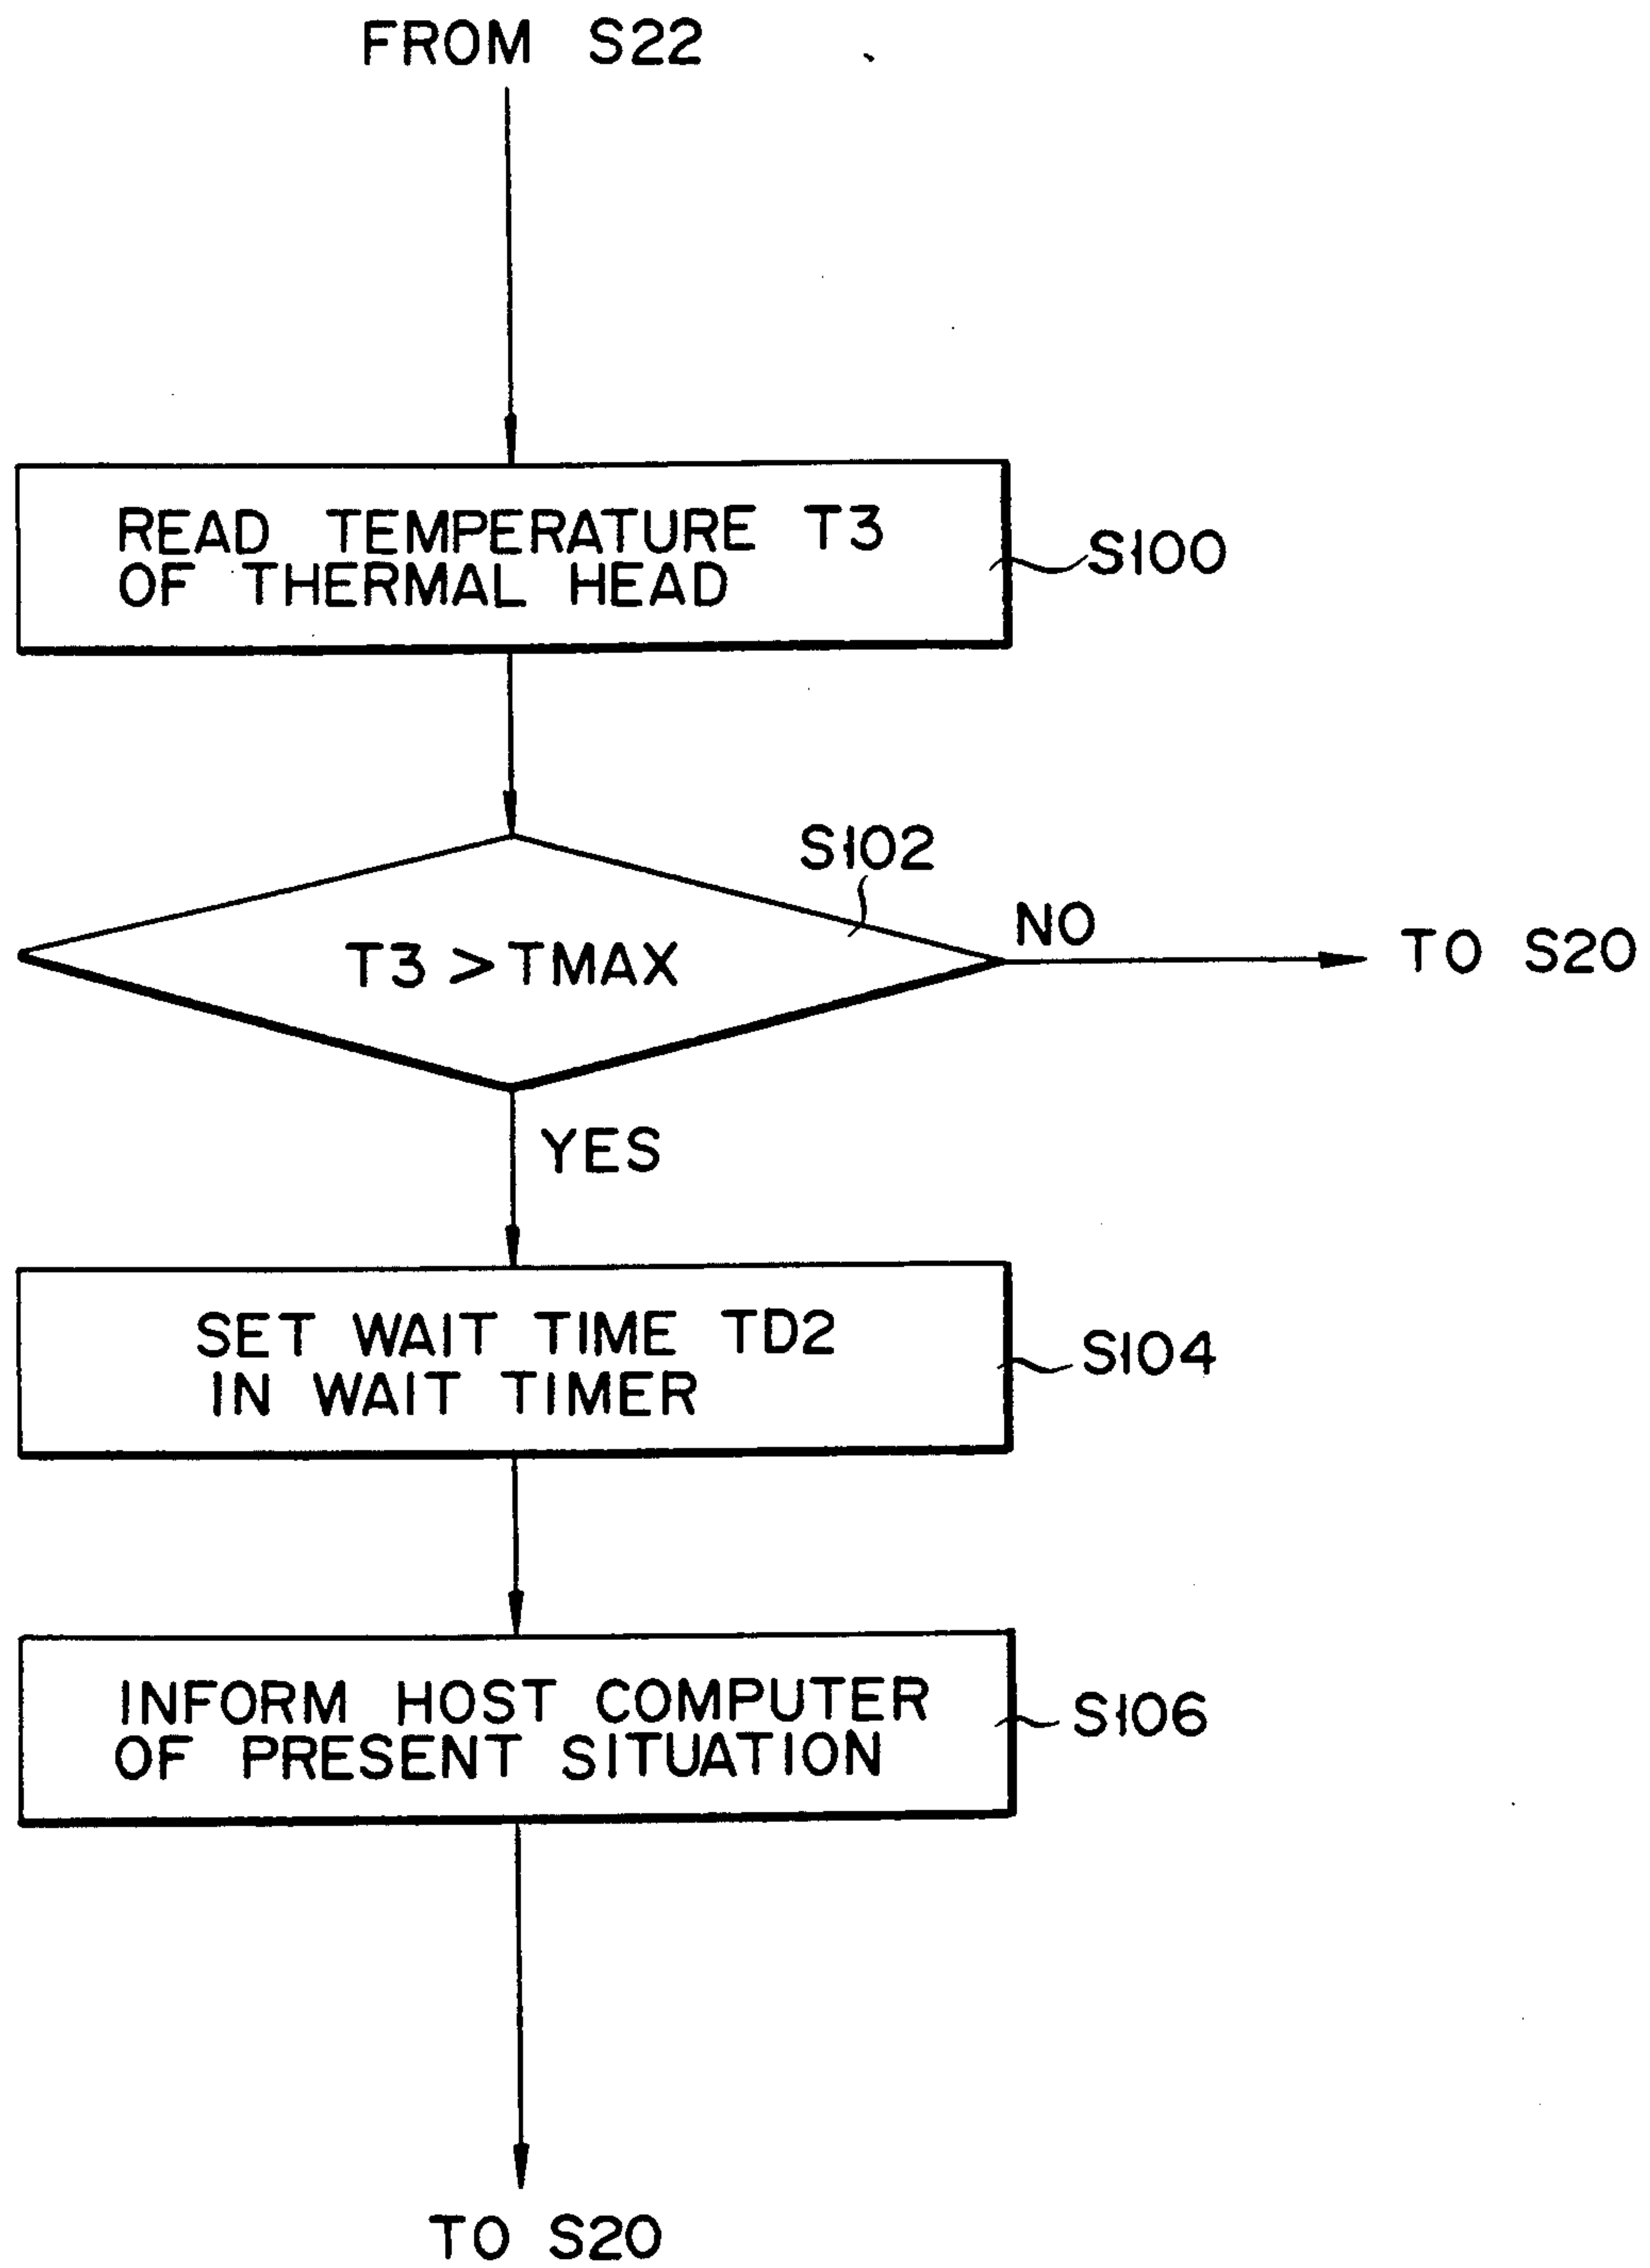 FROM S22
READ TEMPERATURE T3
OF THERMAL HEAD
S100
S102
T3 > TMAX
NO
TO S20
YES
SET WAIT TIME TD2
IN WAIT TIMER
S104
INFORM HOST COMPUTER
OF PRESENT SITUATION
S106
TO S20